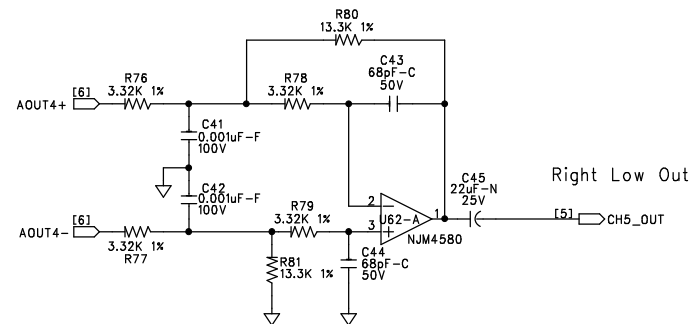 R80
13.3K 1%
C43
68pF-C
50V
[6]
AOUT4+
R76
3.32K 1%
R78
3.32K 1%
C41
0.001uF-F
100V
C42
0.001uF-F
100V
[6]
AOUT4-
3.32K 1%
R77
R79
3.32K 1%
R81
13.3K 1%
C44
68pF-C
50V
2
3
1
U62-A
NJM4580
C45
22uF-N
25V
Right Low Out
[5]
CH5_OUT